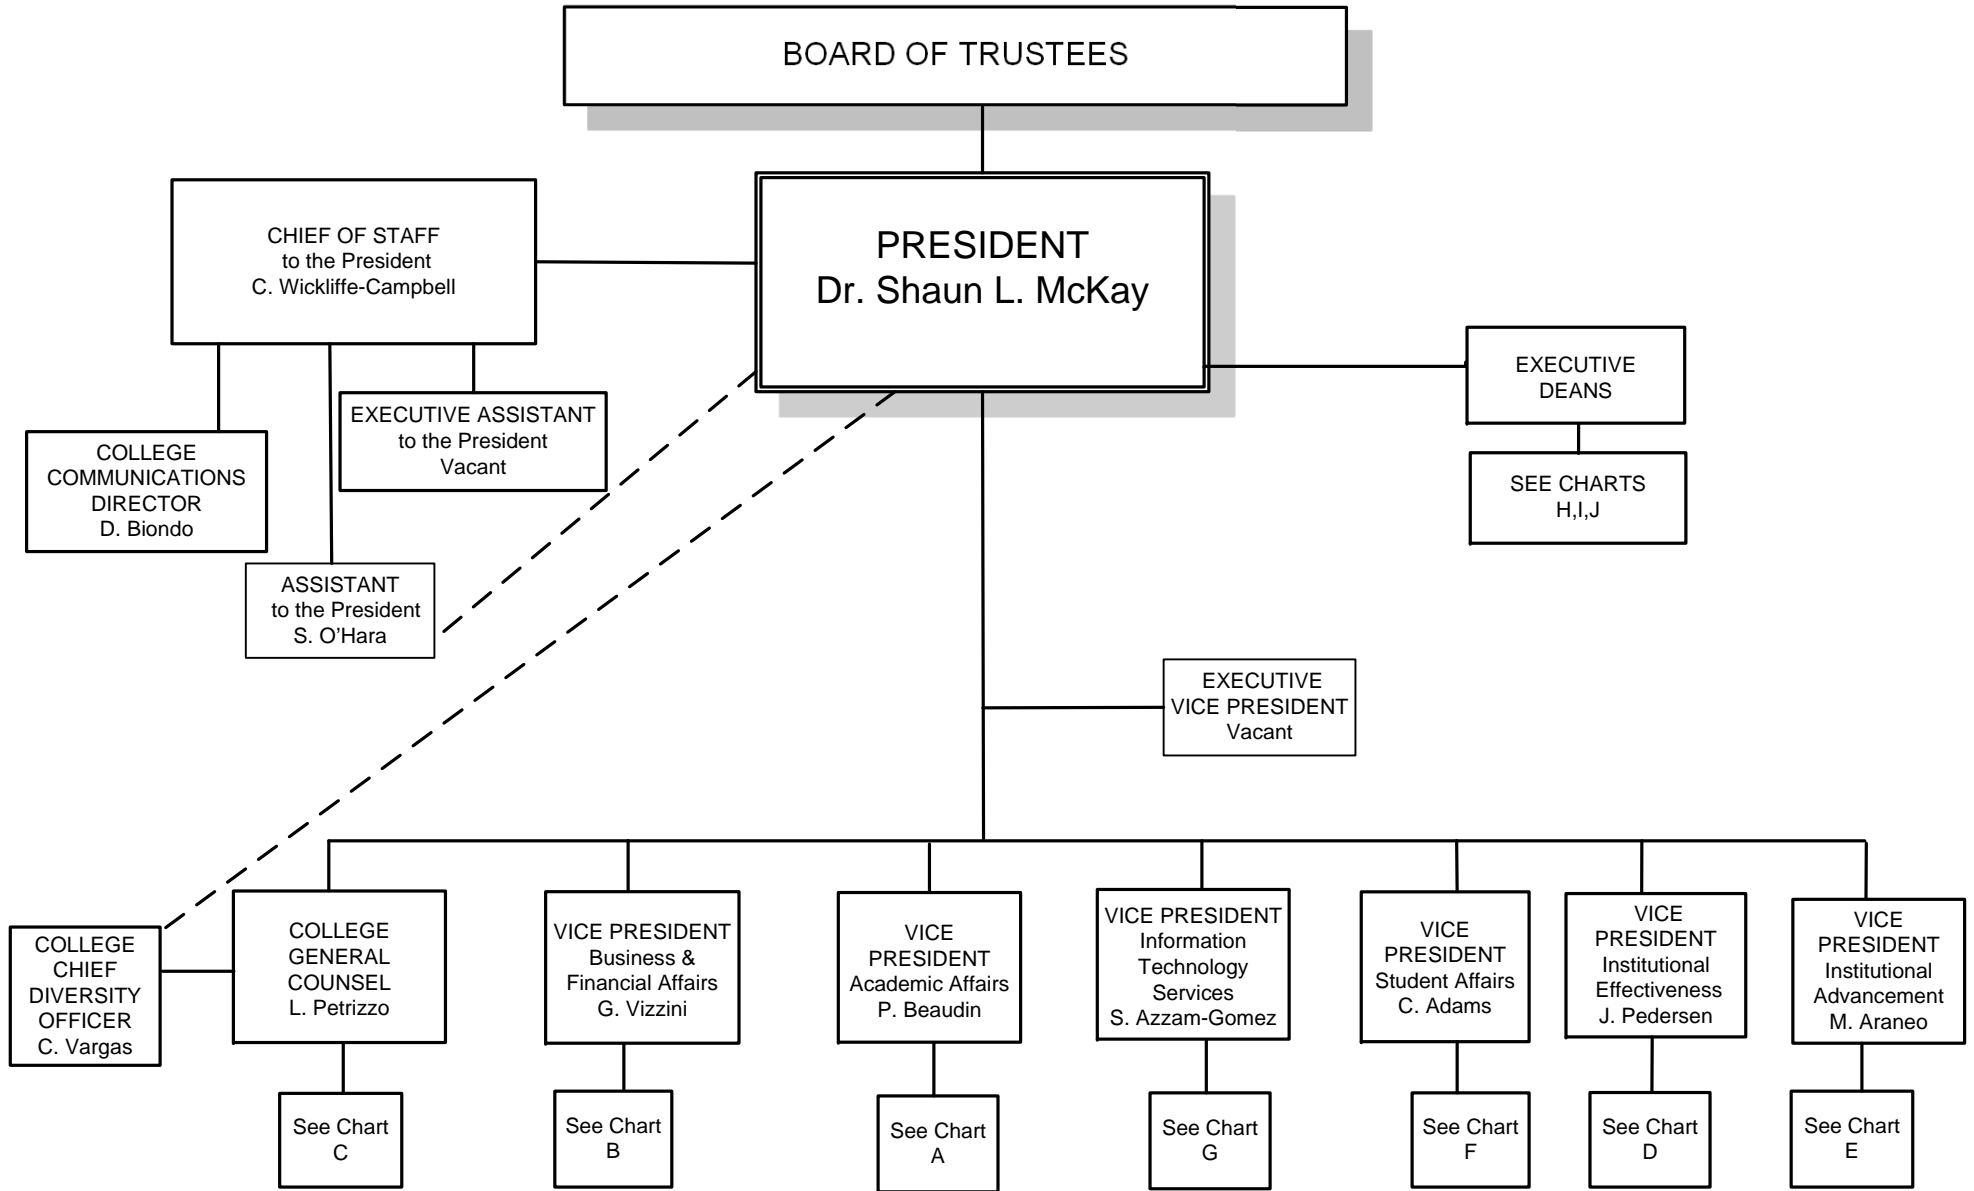 BOARD OF TRUSTEES
PRESIDENT
Dr. Shaun L. McKay
CHIEF OF STAFF
to the President
C. Wickliffe-Campbell
EXECUTIVE
DEANS
SEE CHARTS
H,I,J
EXECUTIVE ASSISTANT
to the President
Vacant
COLLEGE
COMMUNICATIONS
DIRECTOR
D. Biondo
ASSISTANT
to the President
S. O'Hara
EXECUTIVE
VICE PRESIDENT
Vacant
COLLEGE
CHIEF
DIVERSITY
OFFICER
C. Vargas
COLLEGE
GENERAL
COUNSEL
L. Petrizzo
VICE PRESIDENT
Business &
Financial Affairs
G. Vizzini
VICE
PRESIDENT
Academic Affairs
P. Beaudin
VICE PRESIDENT
Information
Technology
Services
S. Azzam-Gomez
VICE
PRESIDENT
Student Affairs
C. Adams
VICE
PRESIDENT
Institutional
Effectiveness
J. Pedersen
VICE
PRESIDENT
Institutional
Advancement
M. Araneo
See Chart
C
See Chart
B
See Chart
A
See Chart
G
See Chart
F
See Chart
D
See Chart
E